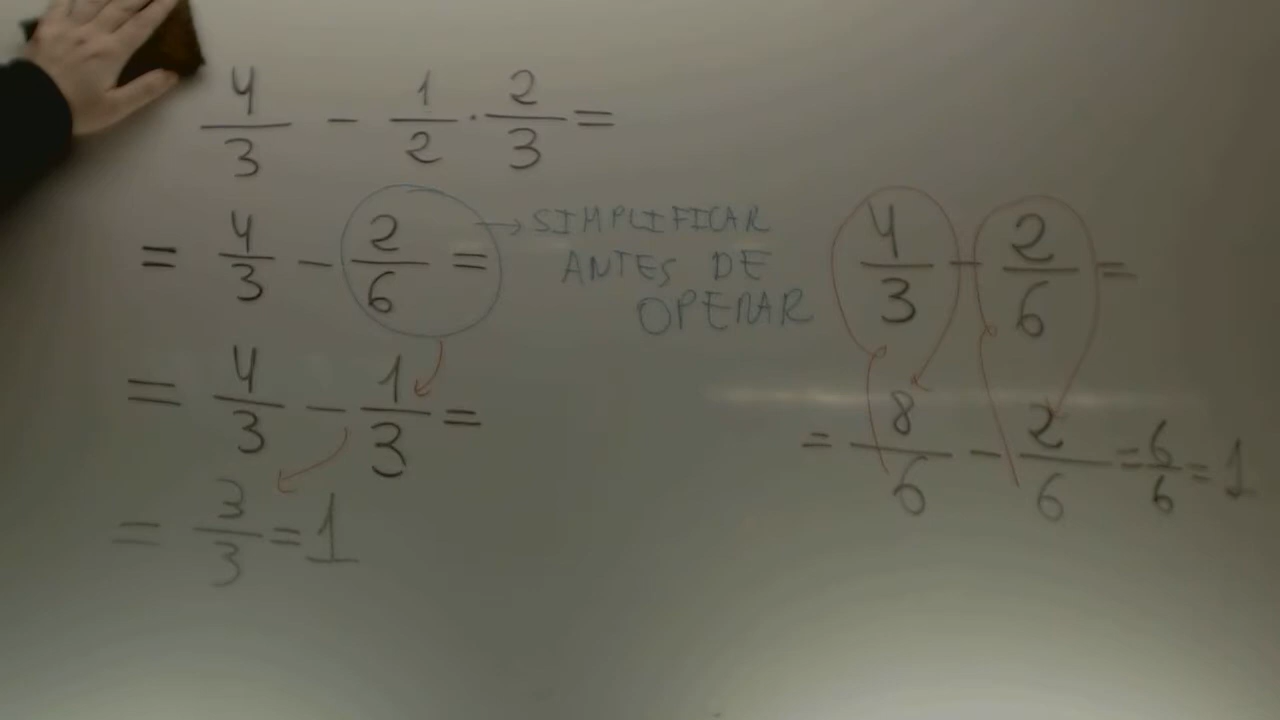 4/3 - 1/2 · 2/3 =
= 4/3 - 2/6 = → SIMPLIFICAR
ANTES DE
OPERAR
= 4/3 - 1/3 =
= 3/3 = 1
4/3 - 2/6 =
= 8/6 - 2/6 = 6/6 = 1